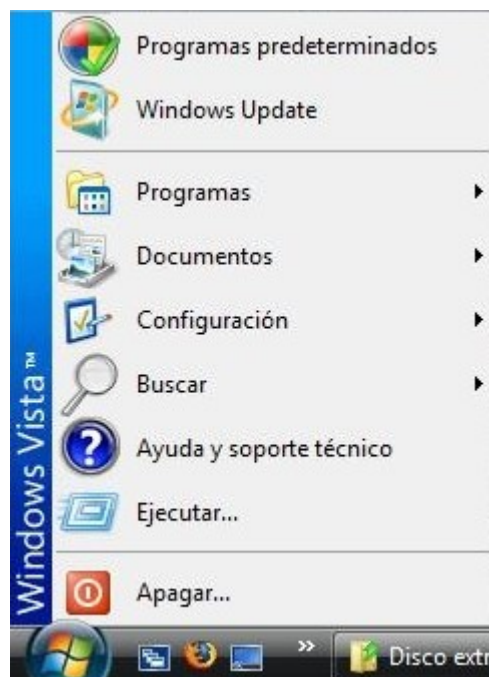 Programas predeterminados
Windows Update
Programas
Documentos
Configuración
Buscar
Ayuda y soporte técnico
Ejecutar...
Apagar...
Windows Vista™
» Disco extr